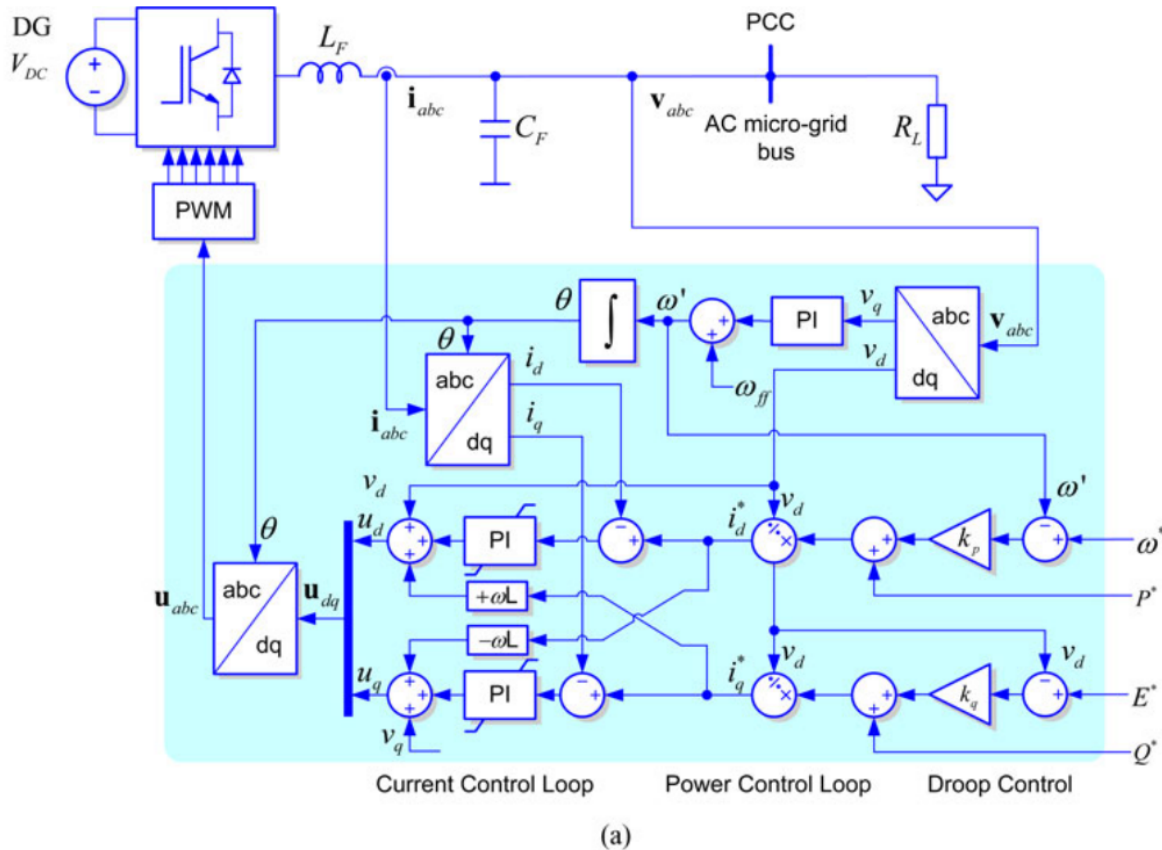 DG
V_DC
L_F
PCC
i_abc
C_F
v_abc
AC micro-grid
bus
R_L
PWM
θ
∫
ω'
+
+
PI
v_q
v_d
abc
dq
v_abc
ω_ff
θ
abc
dq
i_d
i_q
i_abc
ω'
v_d
θ
u_d
+
+
+
PI
−
+
i_d^*
v_d
÷
×
+
+
k_p
−
+
ω^*
P^*
u_abc
abc
dq
u_dq
+ωL
−ωL
v_d
v_d
u_q
+
+
+
PI
−
+
i_q^*
÷
×
+
+
k_q
−
+
E^*
Q^*
v_q
Current Control Loop
Power Control Loop
Droop Control
(a)